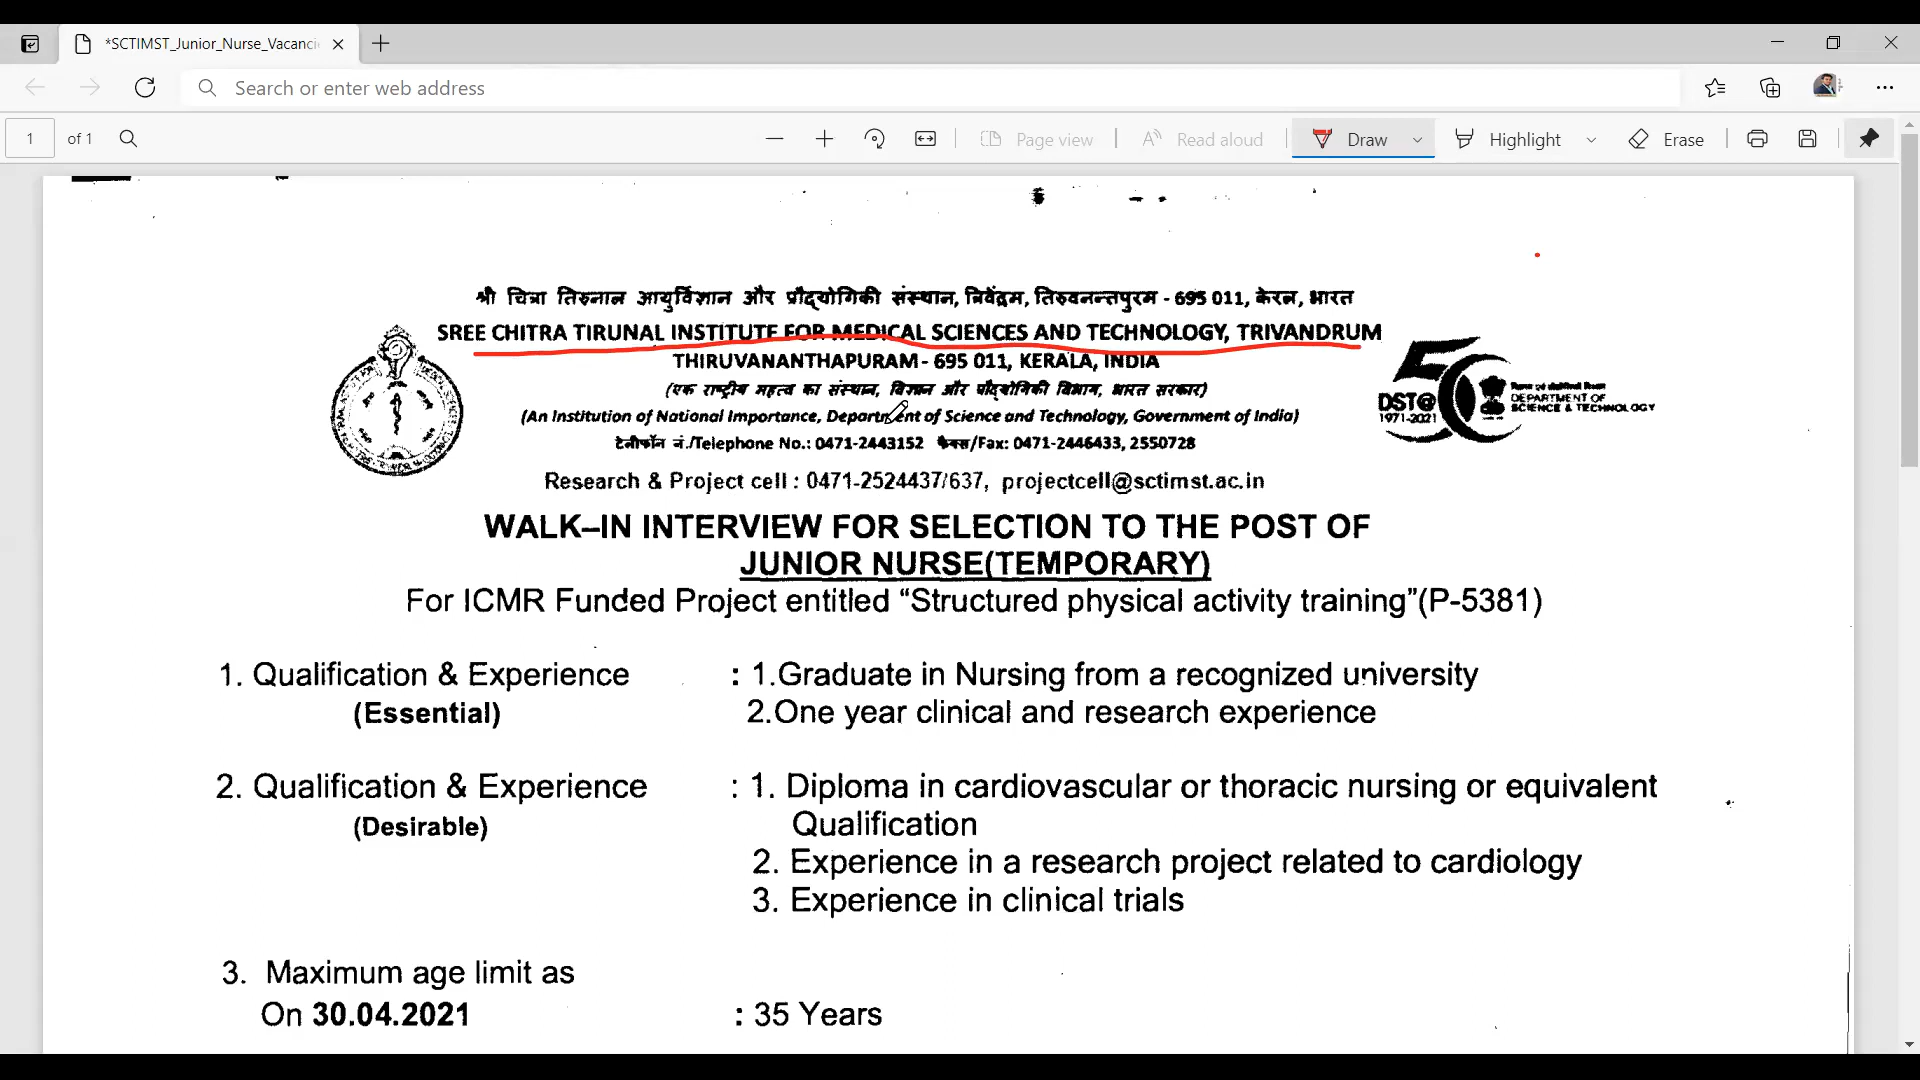 *SCTIMST_Junior_Nurse_Vacanci
Search or enter web address
1 of 1
Page view
Read aloud
Draw
Highlight
Erase
श्री चित्रा तिरुनाल आयुर्विज्ञान और प्रौद्योगिकी संस्थान, त्रिवेंद्रम, तिरुवनन्तपुरम - 695 011, केरल, भारत
SREE CHITRA TIRUNAL INSTITUTE FOR MEDICAL SCIENCES AND TECHNOLOGY, TRIVANDRUM
THIRUVANANTHAPURAM - 695 011, KERALA, INDIA
(एक राष्ट्रीय महत्व का संस्थान, विज्ञान और प्रौद्योगिकी विभाग, भारत सरकार)
(An Institution of National Importance, Department of Science and Technology, Government of India)
टेलीफॉन नं./Telephone No.: 0471-2443152 फैक्स/Fax: 0471-2446433, 2550728
Research & Project cell : 0471-2524437/637, projectcell@sctimst.ac.in
DST@
1971-2021
DEPARTMENT OF
SCIENCE & TECHNOLOGY
WALK–IN INTERVIEW FOR SELECTION TO THE POST OF
JUNIOR NURSE(TEMPORARY)
For ICMR Funded Project entitled “Structured physical activity training”(P-5381)
1. Qualification & Experience : 1.Graduate in Nursing from a recognized university
(Essential) 2.One year clinical and research experience
2. Qualification & Experience : 1. Diploma in cardiovascular or thoracic nursing or equivalent
(Desirable) Qualification
2. Experience in a research project related to cardiology
3. Experience in clinical trials
3. Maximum age limit as
On 30.04.2021 : 35 Years